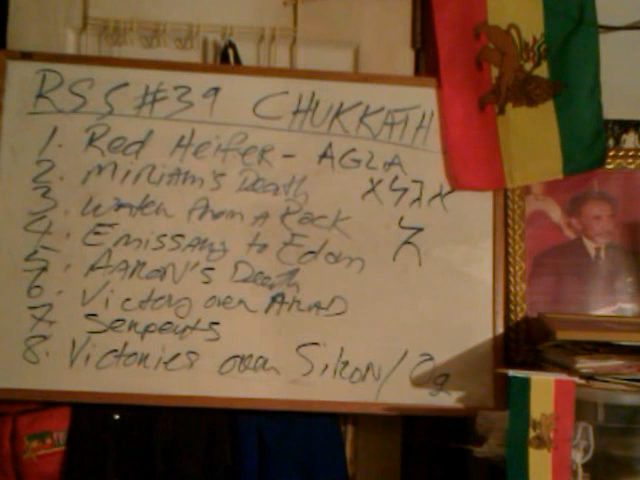 RSS #39 CHUKKATH
1. Red Heifer - AGLA
2. Miriam's Death
3. Water from A Rock
4. Emissary to Edom
5. AARON'S Death
6. Victory over ARAD
7. Serpents
8. Victories over Sihon/Og